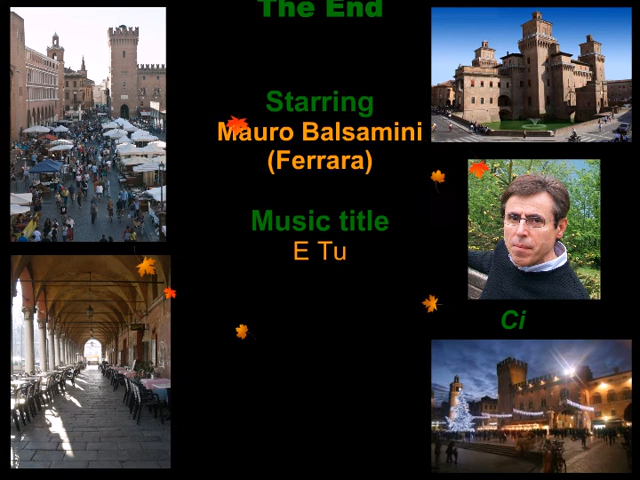 The End
Starring
Mauro Balsamini
(Ferrara)
Music title
E Tu
Ci